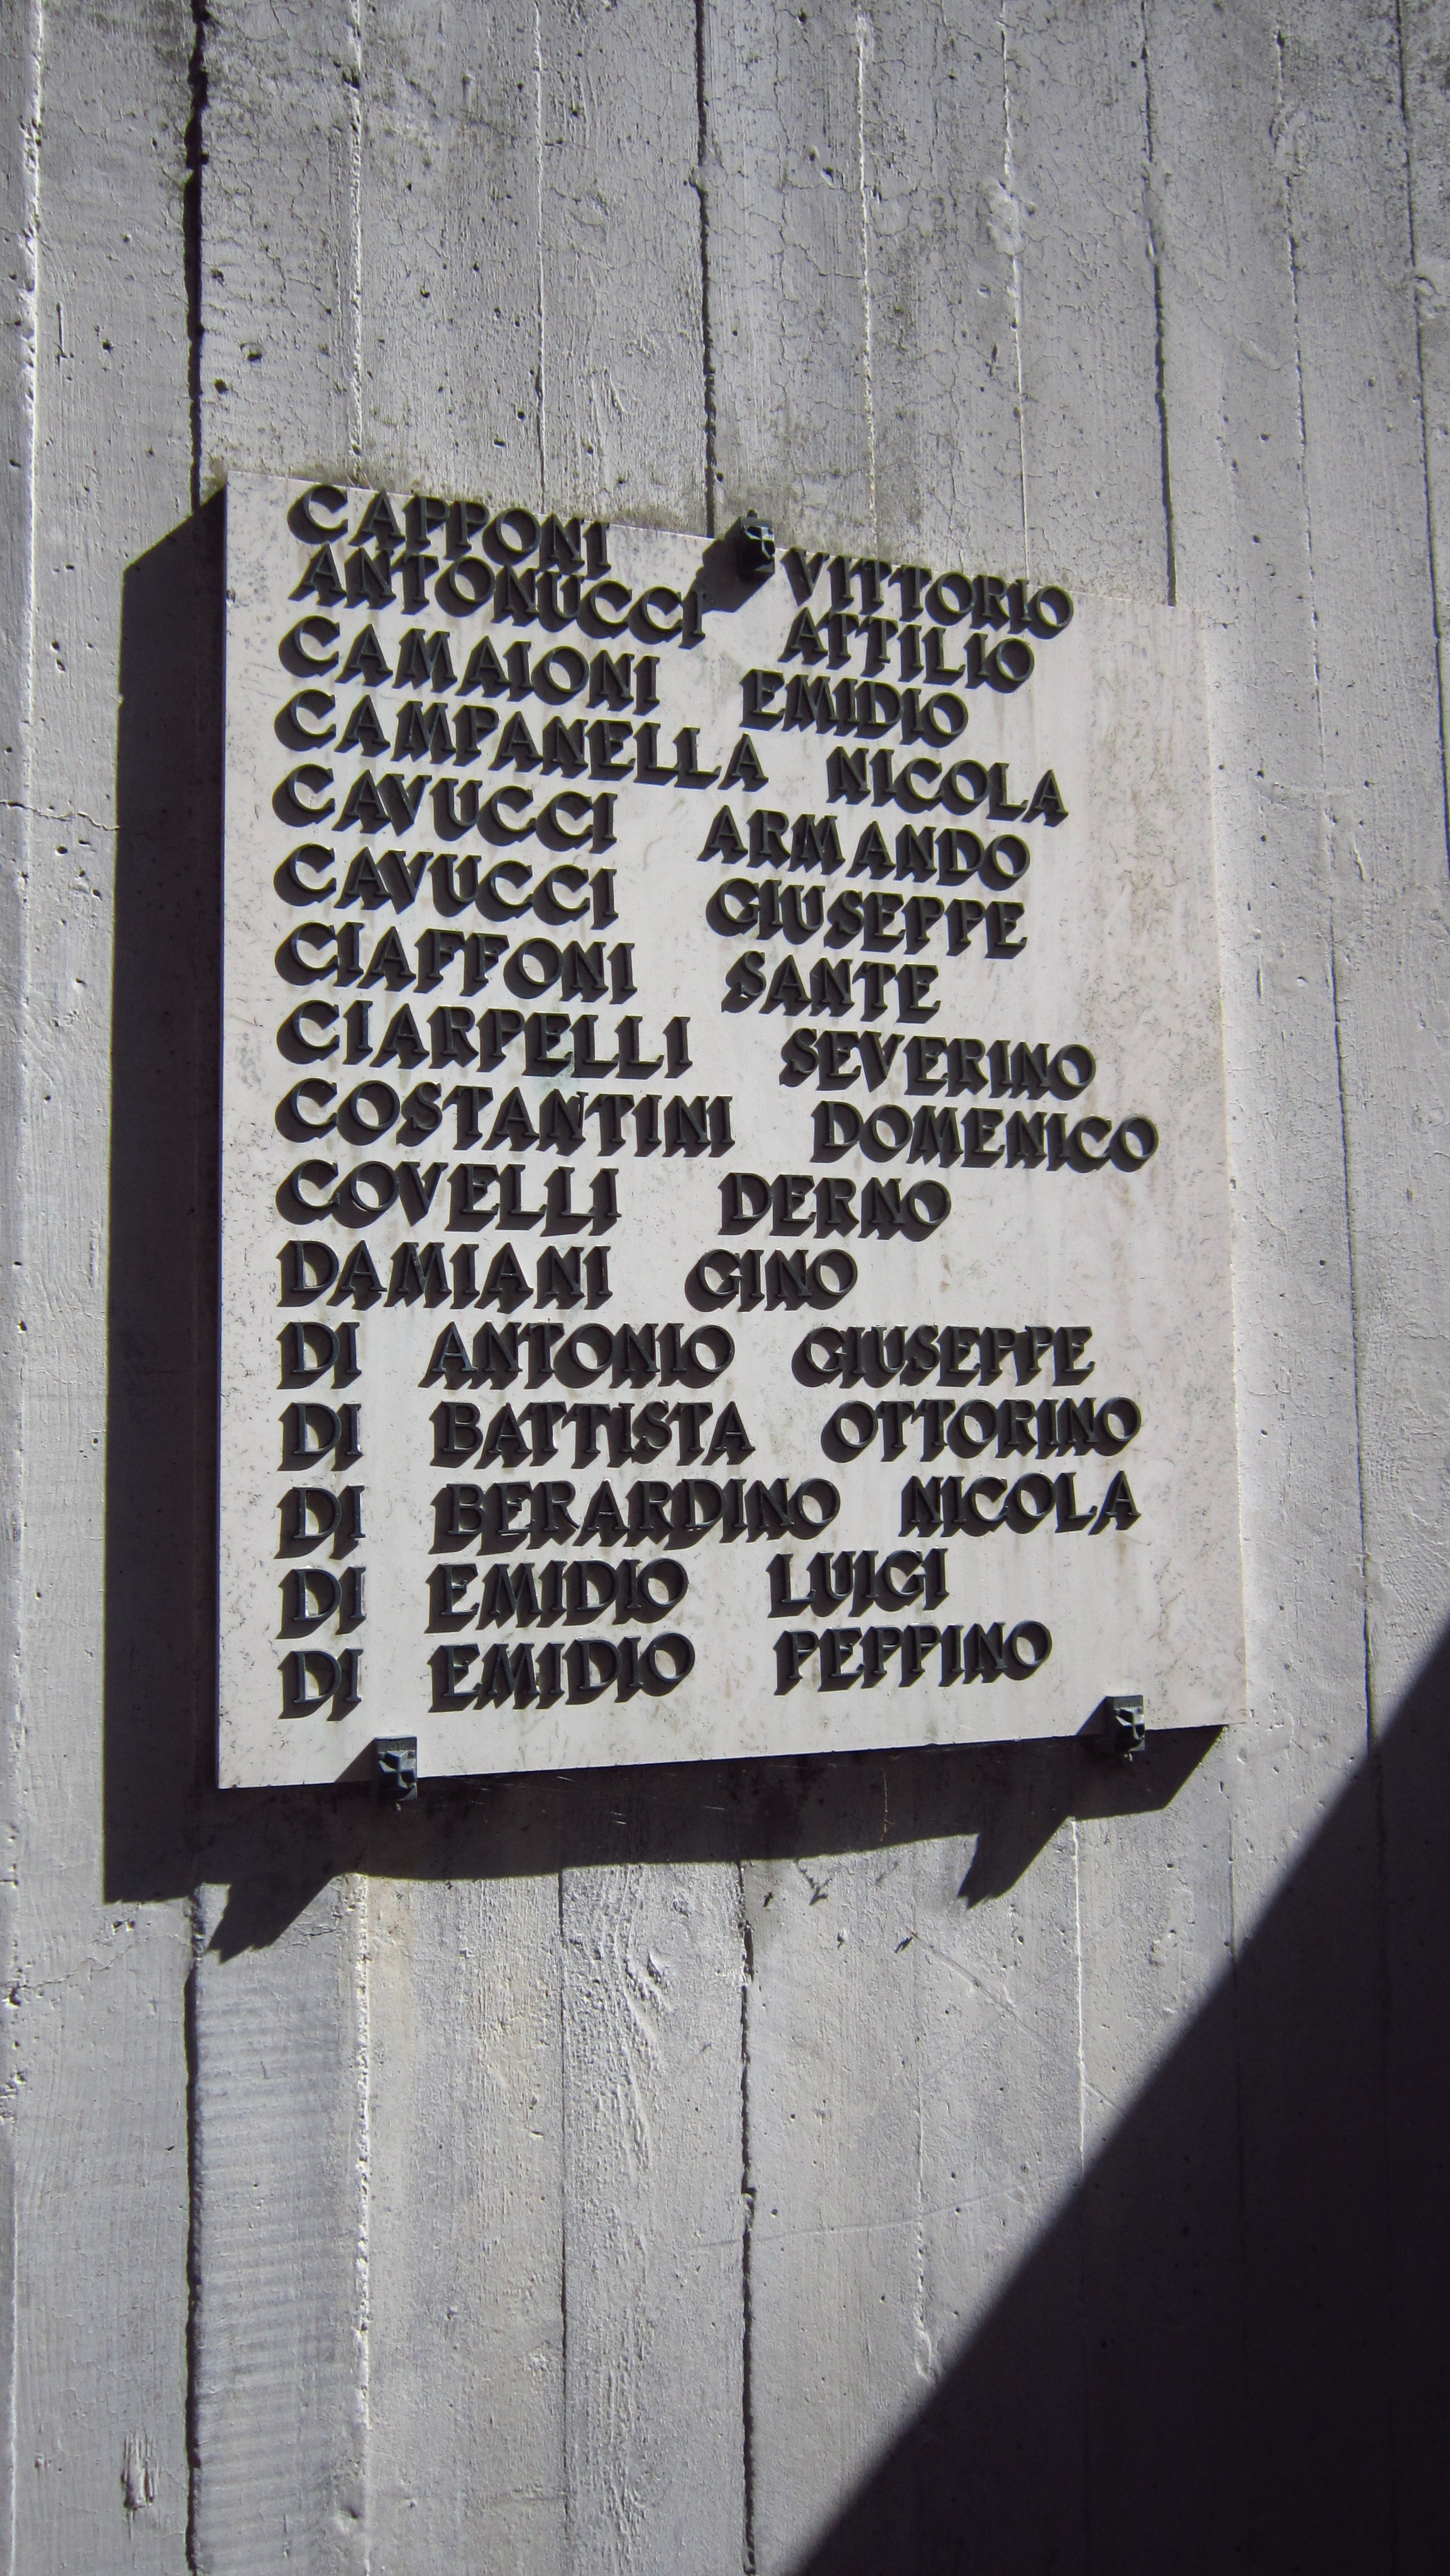 CAPPONI VITTORIO
ANTONUCCI ATTILIO
CAMAIONI EMIDIO
CAMPANELLA NICOLA
CAVUCCI ARMANDO
CAVUCCI GIUSEPPE
CIAFFONI SANTE
CIARPELLI SEVERINO
COSTANTINI DOMENICO
COVELLI DERNO
DAMIANI GINO
DI ANTONIO GIUSEPPE
DI BATTISTA OTTORINO
DI BERARDINO NICOLA
DI EMIDIO LUIGI
DI EMIDIO PEPPINO